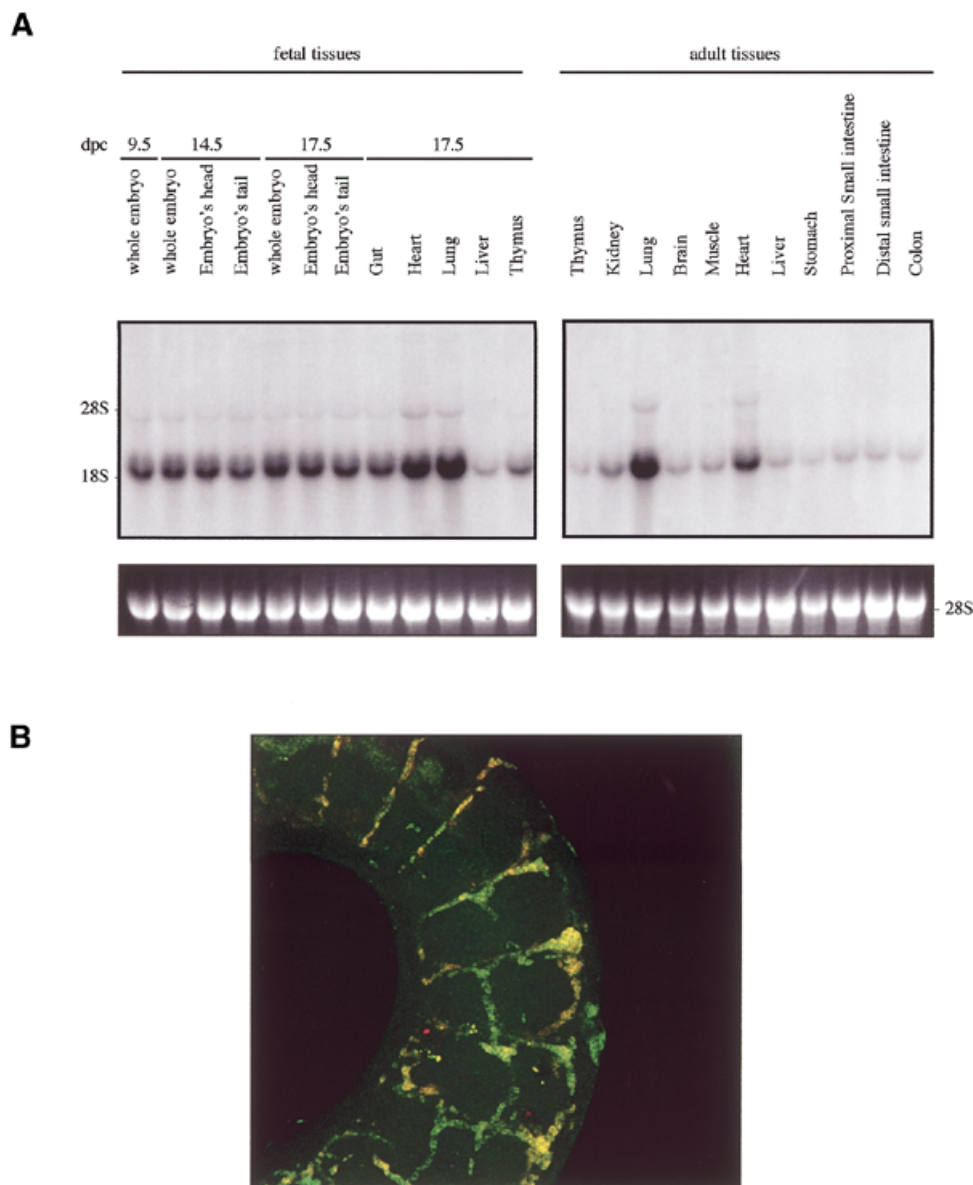 A
fetal tissues
adult tissues
dpc 9.5 14.5 17.5 17.5
whole embryo
whole embryo
Embryo's head
Embryo's tail
whole embryo
Embryo's head
Embryo's tail
Gut
Heart
Lung
Liver
Thymus
Thymus
Kidney
Lung
Brain
Muscle
Heart
Liver
Stomach
Proximal Small intestine
Distal small intestine
Colon
28S
18S
28S
B